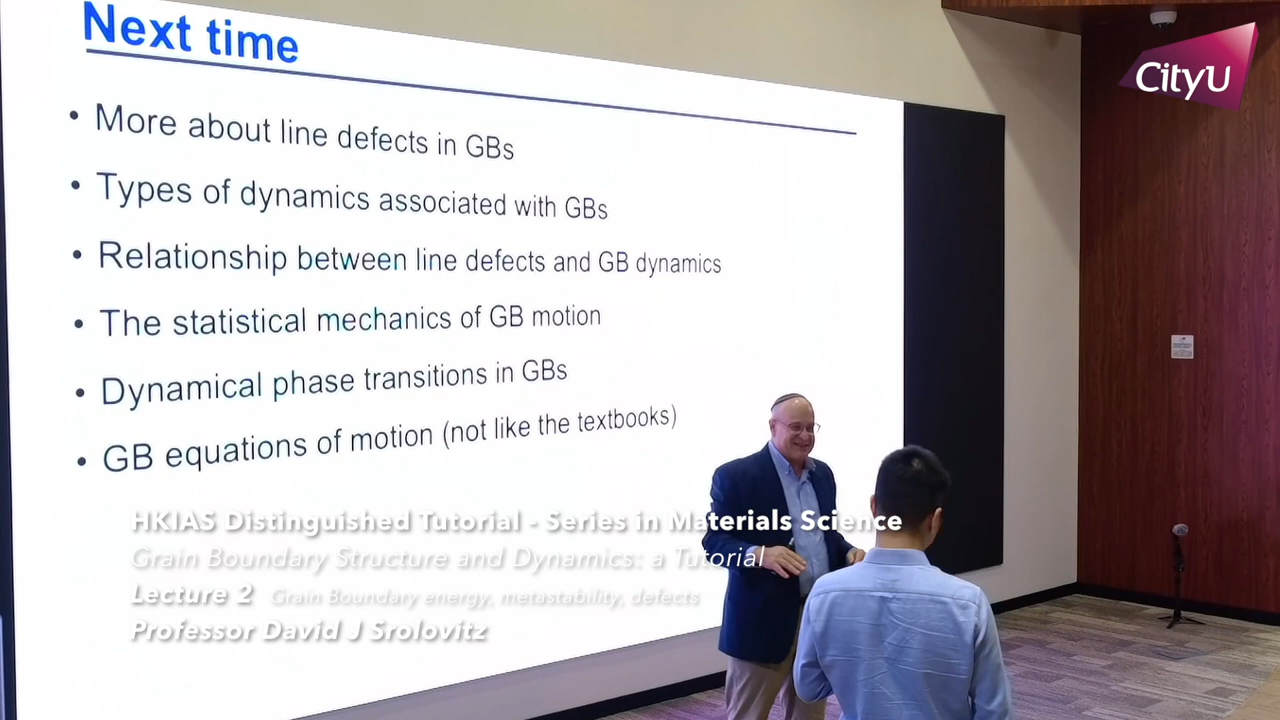 Next time
• More about line defects in GBs
• Types of dynamics associated with GBs
• Relationship between line defects and GB dynamics
• The statistical mechanics of GB motion
• Dynamical phase transitions in GBs
• GB equations of motion (not like the textbooks)
CityU
HKIAS Distinguished Tutorial - Series in Materials Science
Grain Boundary Structure and Dynamics: a Tutorial
Lecture 2 Grain Boundary energy, metastability, defects
Professor David J Srolovitz